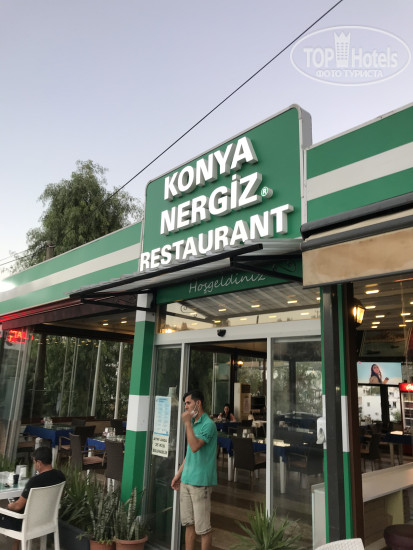 TOP Hotels
ФОТО ТУРИСТА
KONYA
NERGİZ®
RESTAURANT
Hoşgeldiniz